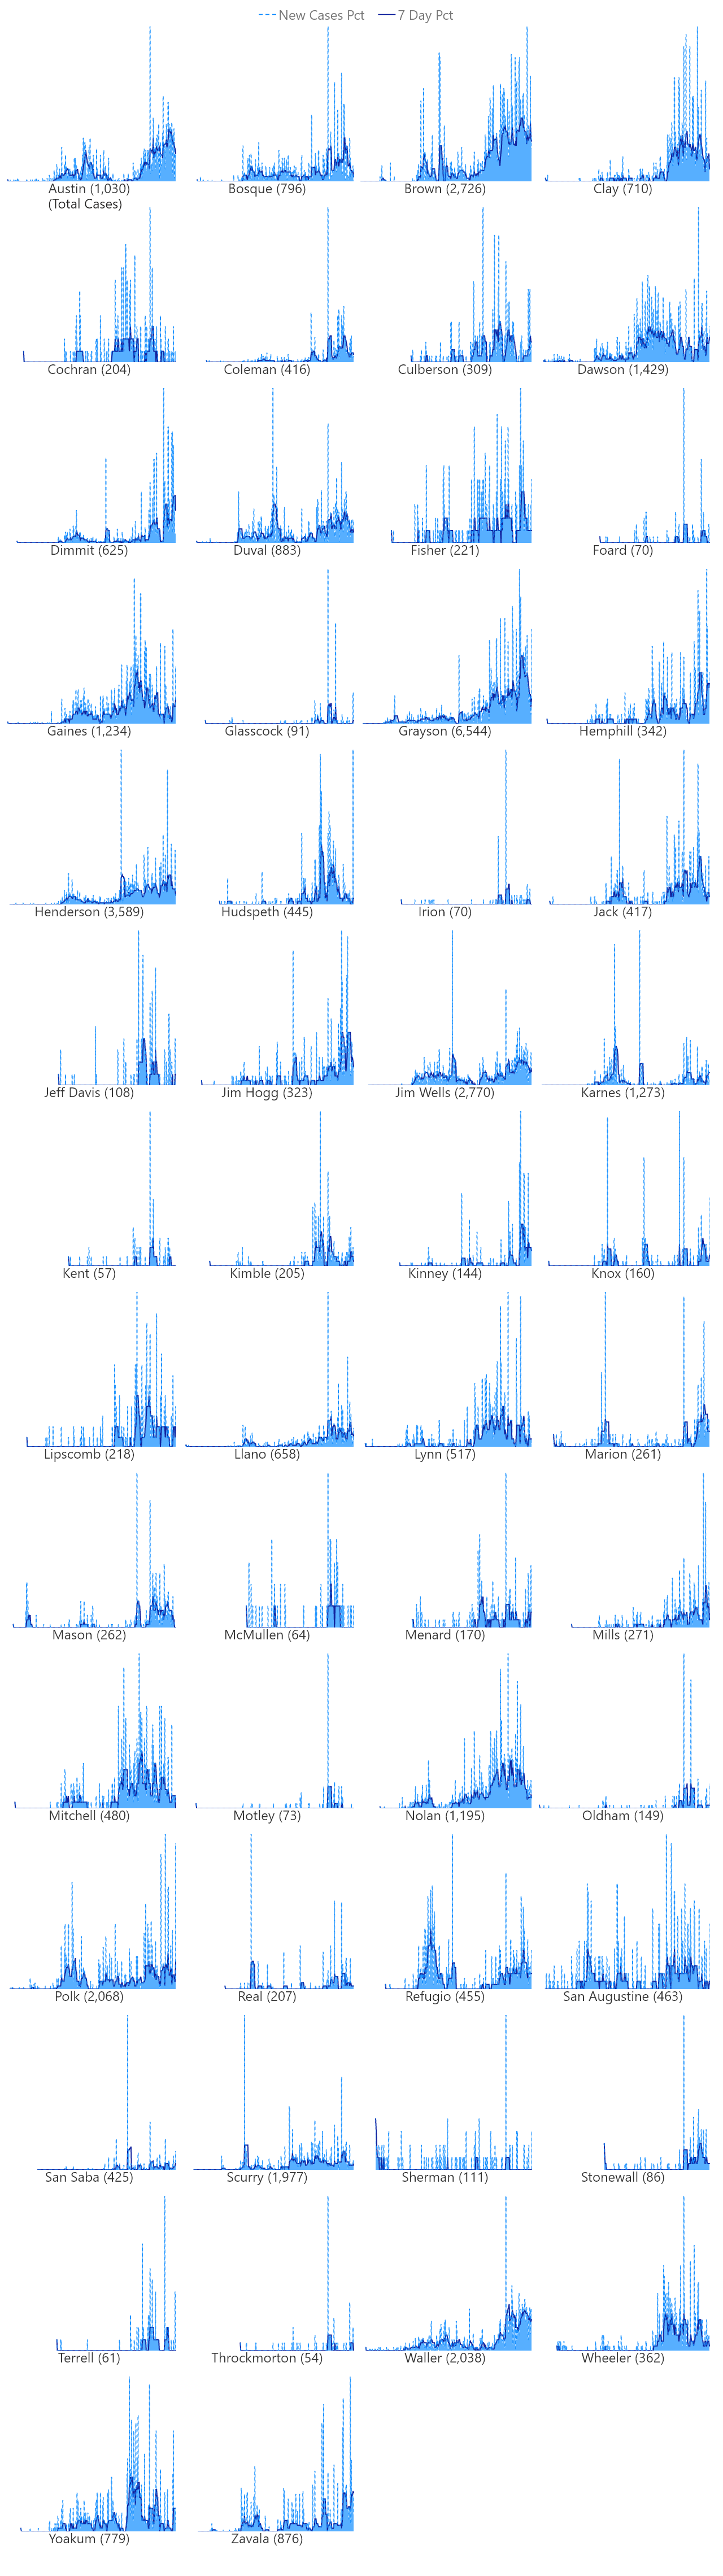 New Cases Pct 7 Day Pct
Austin (1,030) Bosque (796) Brown (2,726) Clay (710)
(Total Cases)
Cochran (204) Coleman (416) Culberson (309) Dawson (1,429)
Dimmit (625) Duval (883) Fisher (221) Foard (70)
Gaines (1,234) Glasscock (91) Grayson (6,544) Hemphill (342)
Henderson (3,589) Hudspeth (445) Irion (70) Jack (417)
Jeff Davis (108) Jim Hogg (323) Jim Wells (2,770) Karnes (1,273)
Kent (57) Kimble (205) Kinney (144) Knox (160)
Lipscomb (218) Llano (658) Lynn (517) Marion (261)
Mason (262) McMullen (64) Menard (170) Mills (271)
Mitchell (480) Motley (73) Nolan (1,195) Oldham (149)
Polk (2,068) Real (207) Refugio (455) San Augustine (463)
San Saba (425) Scurry (1,977) Sherman (111) Stonewall (86)
Terrell (61) Throckmorton (54) Waller (2,038) Wheeler (362)
Yoakum (779) Zavala (876)